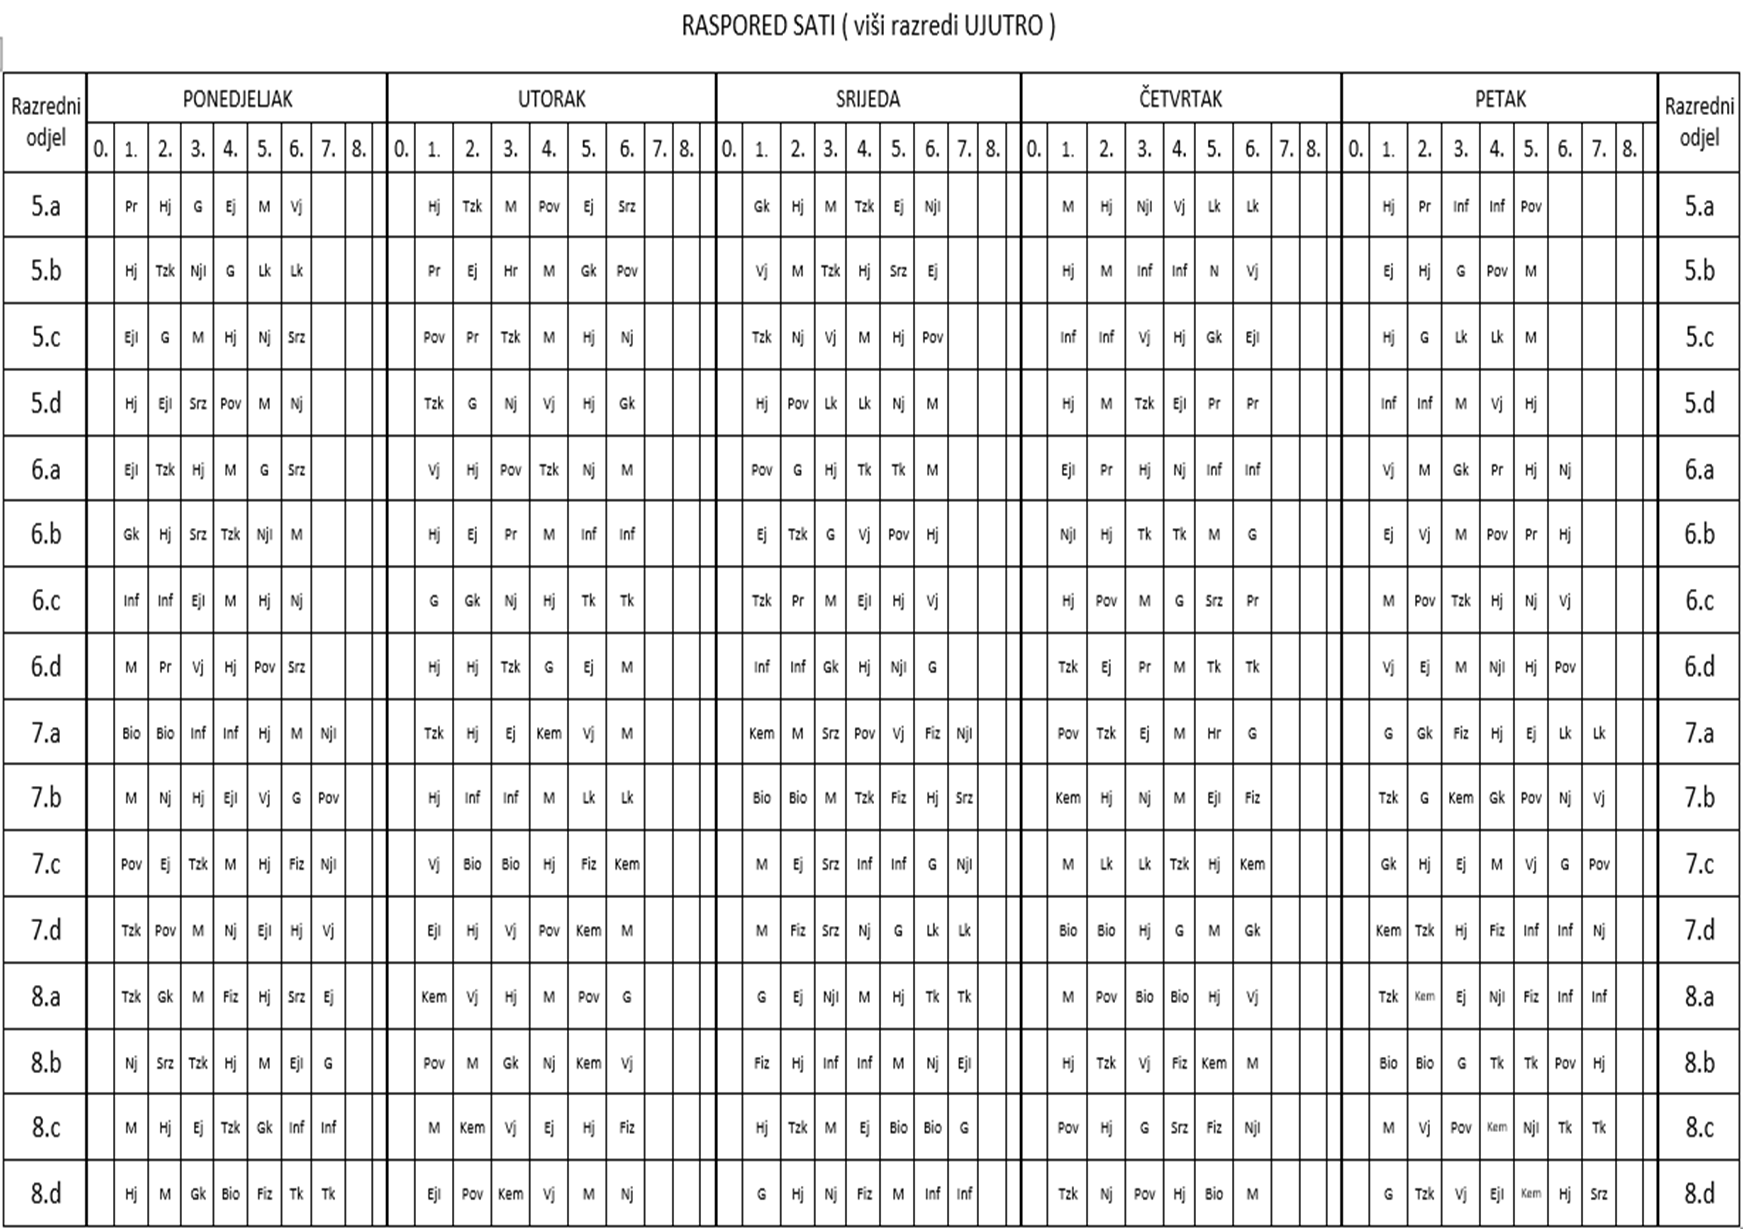 RASPORED SATI ( viši razredi UJUTRO )
Razredni odjel PONEDJELJAK UTORAK SRIJEDA ČETVRTAK PETAK Razredni odjel
0. 1. 2. 3. 4. 5. 6. 7. 8. 0. 1. 2. 3. 4. 5. 6. 7. 8. 0. 1. 2. 3. 4. 5. 6. 7. 8. 0. 1. 2. 3. 4. 5. 6. 7. 8. 0. 1. 2. 3. 4. 5. 6. 7. 8.
5.a Pr Hj G Ej M Vj Hj Tzk M Pov Ej Srz Gk Hj M Tzk Ej NjI M Hj NjI Vj Lk Lk Hj Pr Inf Inf Pov 5.a
5.b Hj Tzk NjI G Lk Lk Pr Ej Hr M Gk Pov Vj M Tzk Hj Srz Ej Hj M Inf Inf N Vj Ej Hj G Pov M 5.b
5.c EjI G M Hj Nj Srz Pov Pr Tzk M Hj Nj Tzk Nj Vj M Hj Pov Inf Inf Vj Hj Gk EjI Hj G Lk Lk M 5.c
5.d Hj EjI Srz Pov M Nj Tzk G Nj Vj Hj Gk Hj Pov Lk Lk Nj M Hj M Tzk EjI Pr Pr Inf Inf M Vj Hj 5.d
6.a EjI Tzk Hj M G Srz Vj Hj Pov Tzk Nj M Pov G Hj Tk Tk M EjI Pr Hj Nj Inf Inf Vj M Gk Pr Hj Nj 6.a
6.b Gk Hj Srz Tzk NjI M Hj Ej Pr M Inf Inf Ej Tzk G Vj Pov Hj NjI Hj Tk Tk M G Ej Vj M Pov Pr Hj 6.b
6.c Inf Inf EjI M Hj Nj G Gk Nj Hj Tk Tk Tzk Pr M EjI Hj Vj Hj Pov M G Srz Pr M Pov Tzk Hj Nj Vj 6.c
6.d M Pr Vj Hj Pov Srz Hj Hj Tzk G Ej M Inf Inf Gk Hj NjI G Tzk Ej Pr M Tk Tk Vj Ej M NjI Hj Pov 6.d
7.a Bio Bio Inf Inf Hj M NjI Tzk Hj Ej Kem Vj M Kem M Srz Pov Vj Fiz NjI Pov Tzk Ej M Hr G G Gk Fiz Hj Ej Lk Lk 7.a
7.b M Nj Hj EjI Vj G Pov Hj Inf Inf M Lk Lk Bio Bio M Tzk Fiz Hj Srz Kem Hj Nj M EjI Fiz Tzk G Kem Gk Pov Nj Vj 7.b
7.c Pov Ej Tzk M Hj Fiz NjI Vj Bio Bio Hj Fiz Kem M Ej Srz Inf Inf G NjI M Lk Lk Tzk Hj Kem Gk Hj Ej M Vj G Pov 7.c
7.d Tzk Pov M Nj EjI Hj Vj EjI Hj Vj Pov Kem M M Fiz Srz Nj G Lk Lk Bio Bio Hj G M Gk Kem Tzk Hj Fiz Inf Inf Nj 7.d
8.a Tzk Gk M Fiz Hj Srz Ej Kem Vj Hj M Pov G G Ej NjI M Hj Tk Tk M Pov Bio Bio Hj Vj Tzk Kem Ej NjI Fiz Inf Inf 8.a
8.b Nj Srz Tzk Hj M EjI G Pov M Gk Nj Kem Vj Fiz Hj Inf Inf M Nj EjI Hj Tzk Vj Fiz Kem M Bio Bio G Tk Tk Pov Hj 8.b
8.c M Hj Ej Tzk Gk Inf Inf M Kem Vj Ej Hj Fiz Hj Tzk M Ej Bio Bio G Pov Hj G Srz Fiz NjI M Vj Pov Kem NjI Tk Tk 8.c
8.d Hj M Gk Bio Fiz Tk Tk EjI Pov Kem Vj M Nj G Hj Nj Fiz M Inf Inf Tzk Nj Pov Hj Bio M G Tzk Vj EjI Kem Hj Srz 8.d